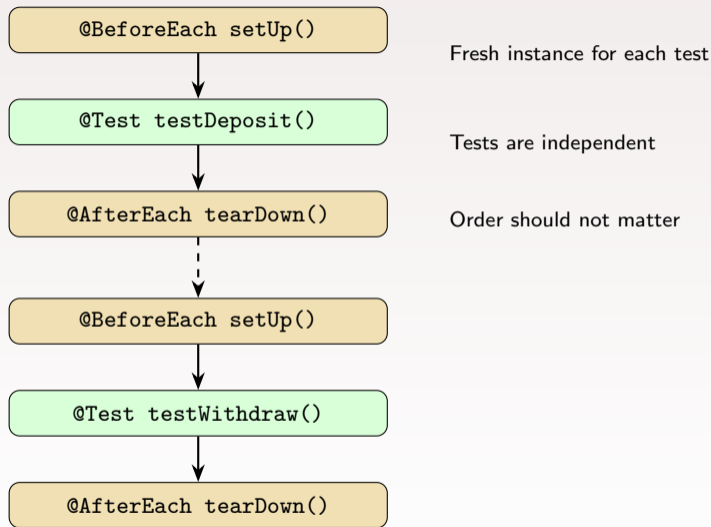 @BeforeEach setUp()
Fresh instance for each test
@Test testDeposit()
Tests are independent
@AfterEach tearDown()
Order should not matter
@BeforeEach setUp()
@Test testWithdraw()
@AfterEach tearDown()